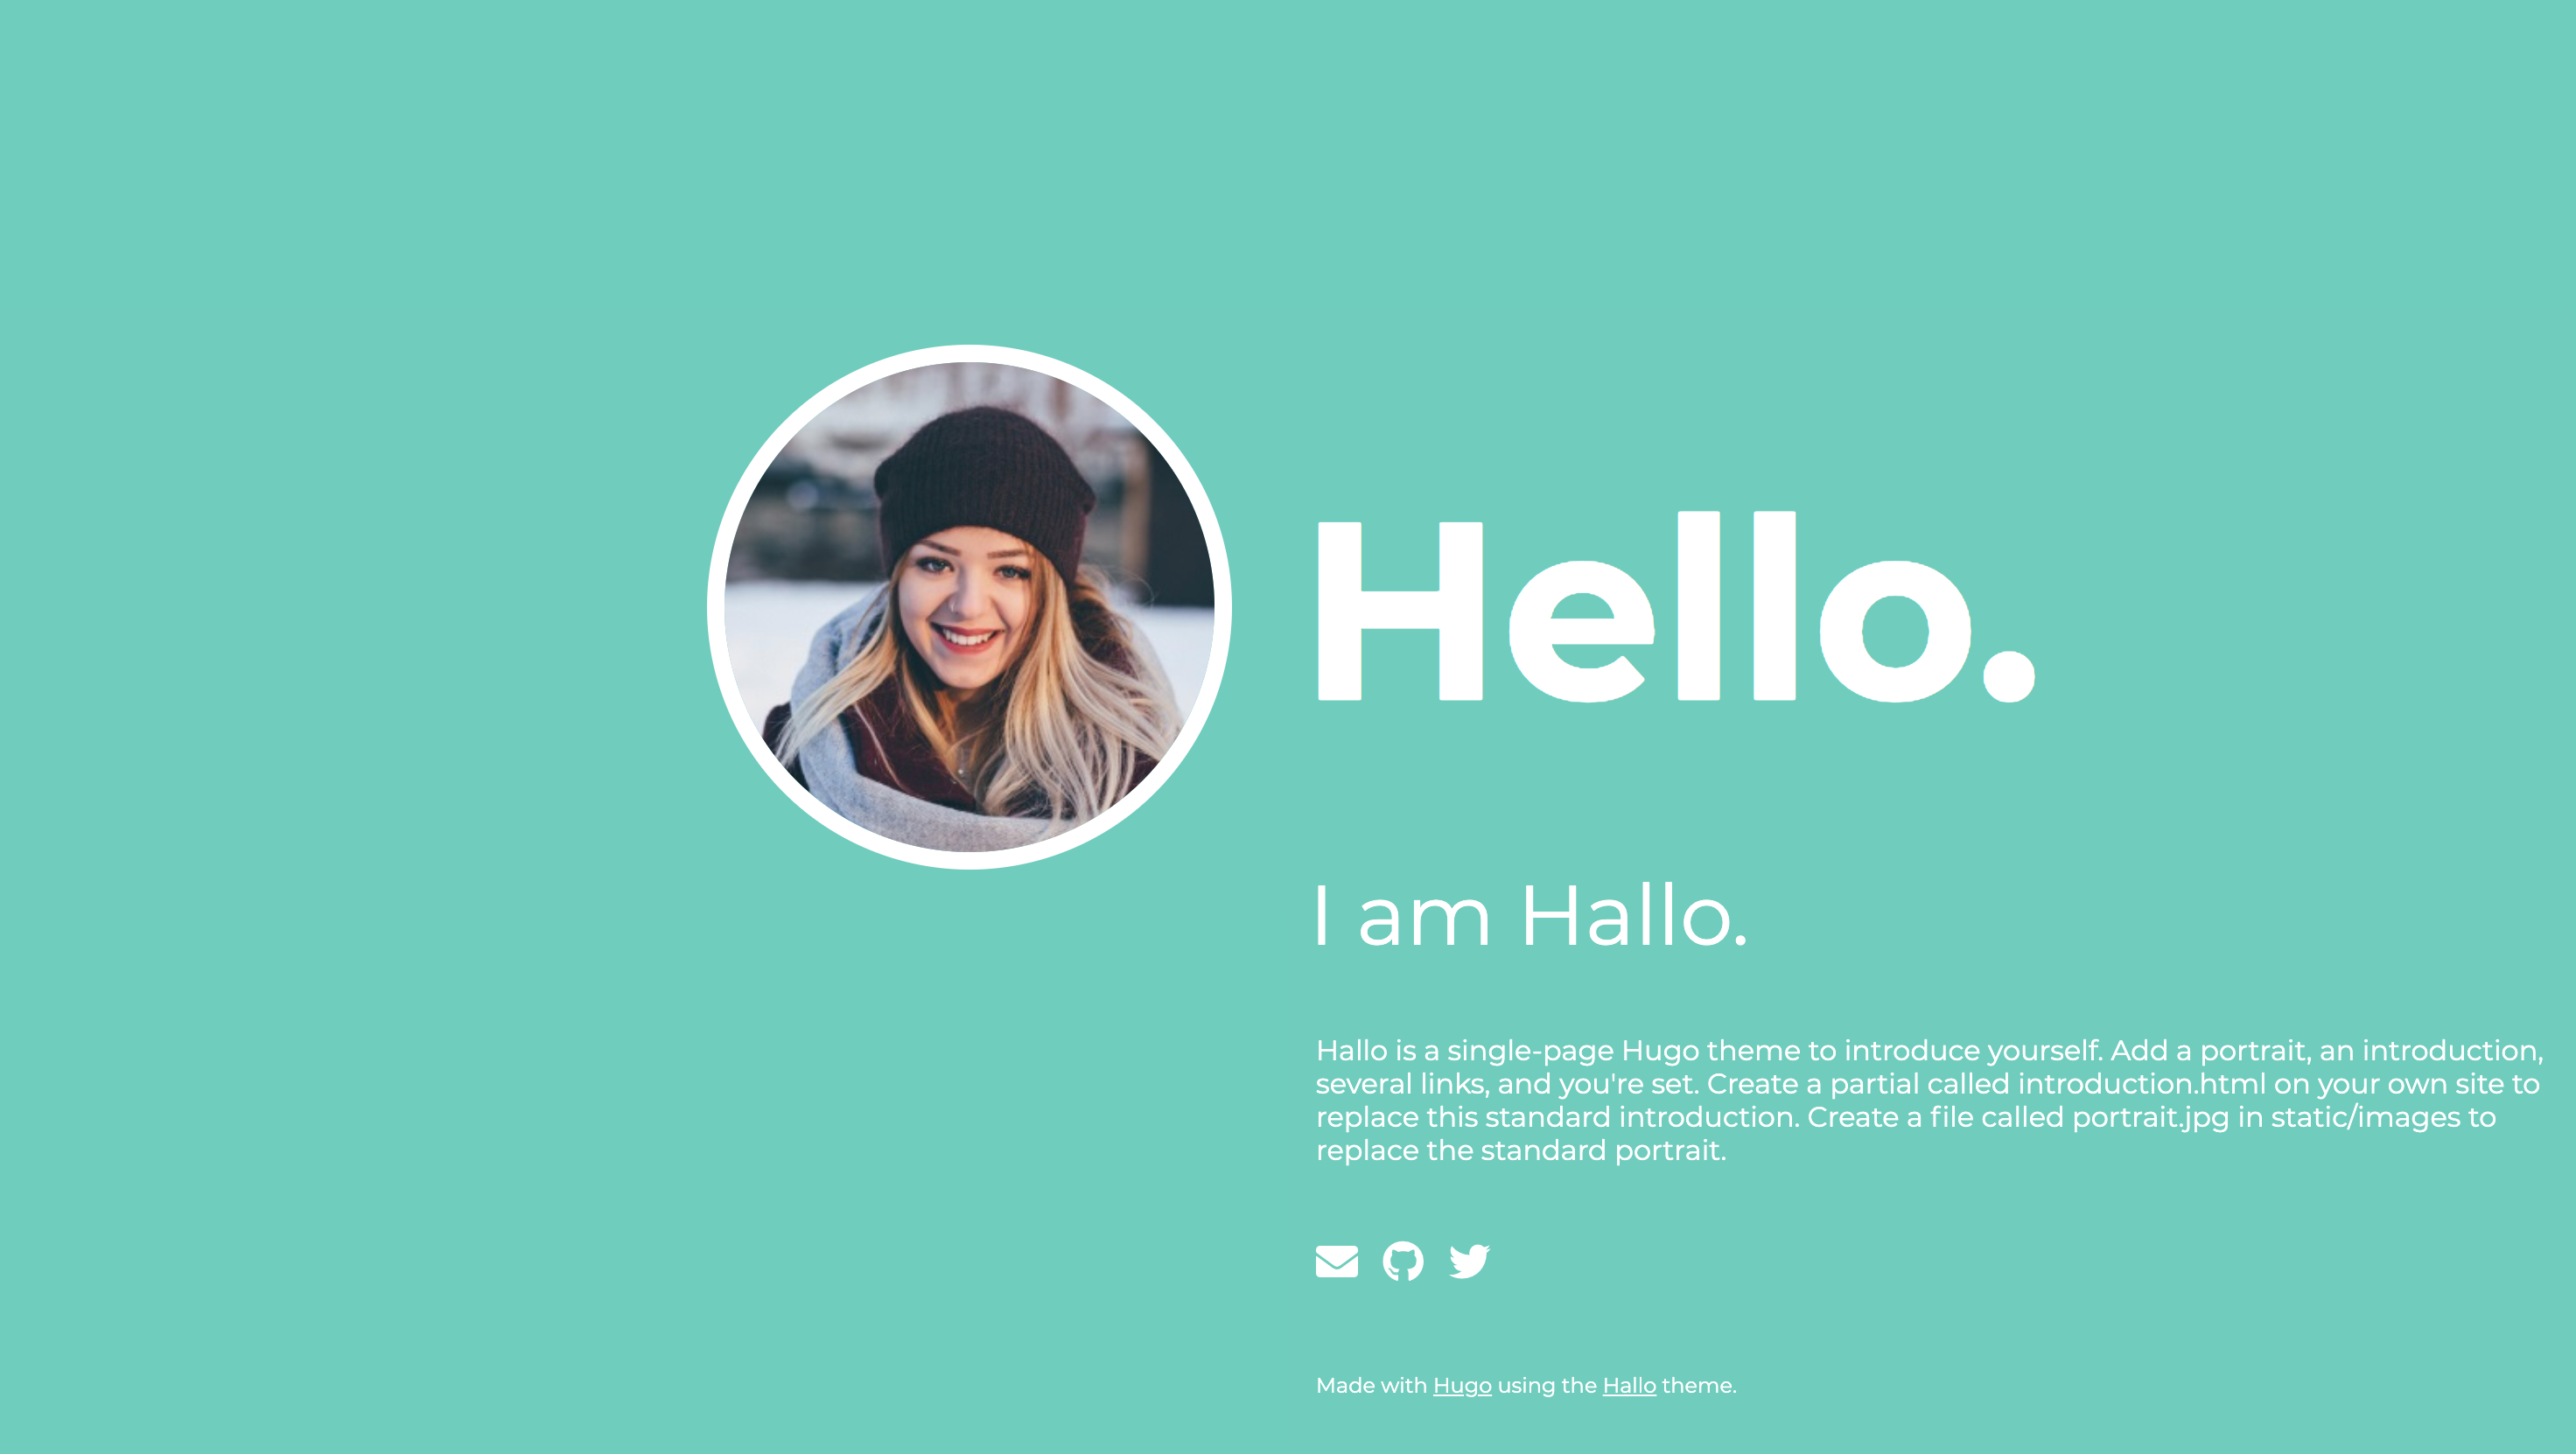 Hello.
I am Hallo.
Hallo is a single-page Hugo theme to introduce yourself. Add a portrait, an introduction,
several links, and you're set. Create a partial called introduction.html on your own site to
replace this standard introduction. Create a file called portrait.jpg in static/images to
replace the standard portrait.
Made with Hugo using the Hallo theme.